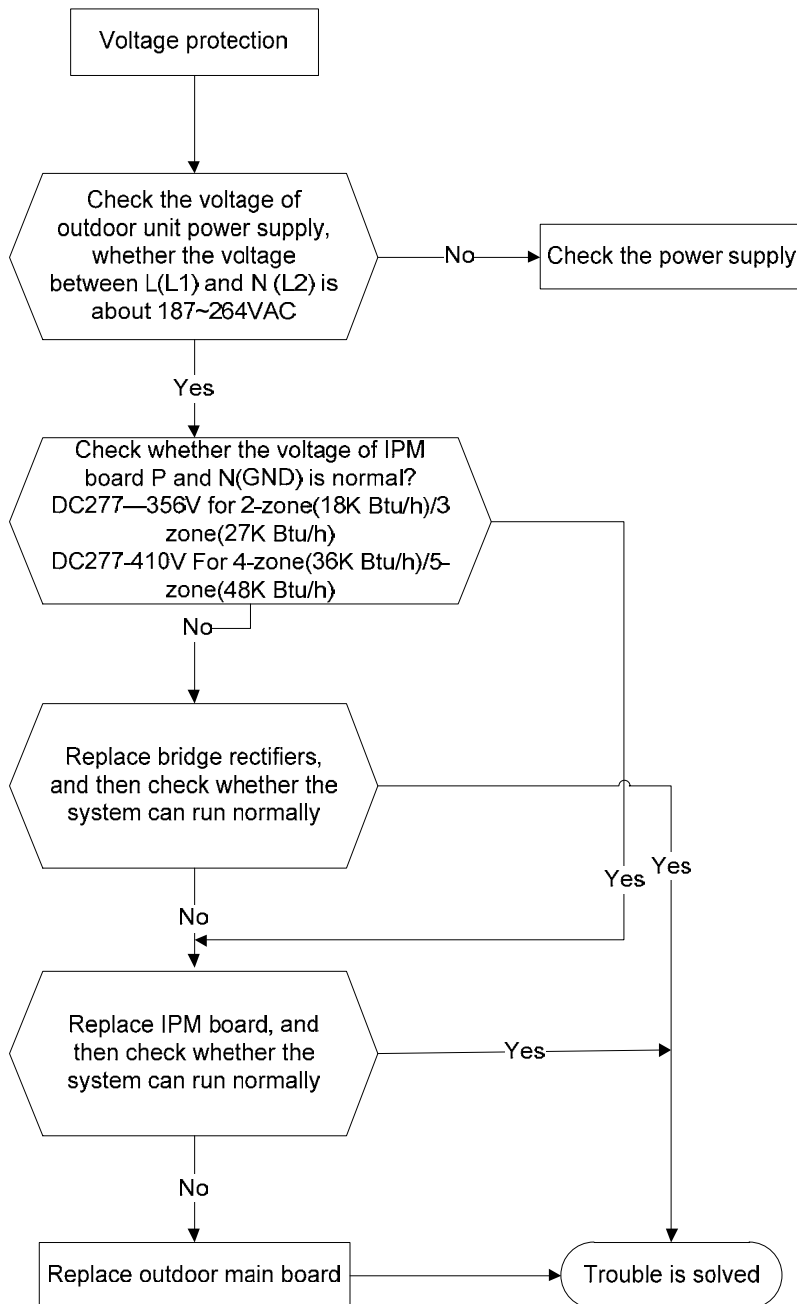 Voltage protection
Check the voltage of
outdoor unit power supply,
whether the voltage
between L(L1) and N (L2) is
about 187~264VAC
No
Check the power supply
Yes
Check whether the voltage of IPM
board P and N(GND) is normal?
DC277—356V for 2-zone(18K Btu/h)/3
zone(27K Btu/h)
DC277-410V For 4-zone(36K Btu/h)/5-
zone(48K Btu/h)
No
Replace bridge rectifiers,
and then check whether the
system can run normally
Yes
Yes
No
Replace IPM board, and
then check whether the
system can run normally
Yes
No
Replace outdoor main board
Trouble is solved